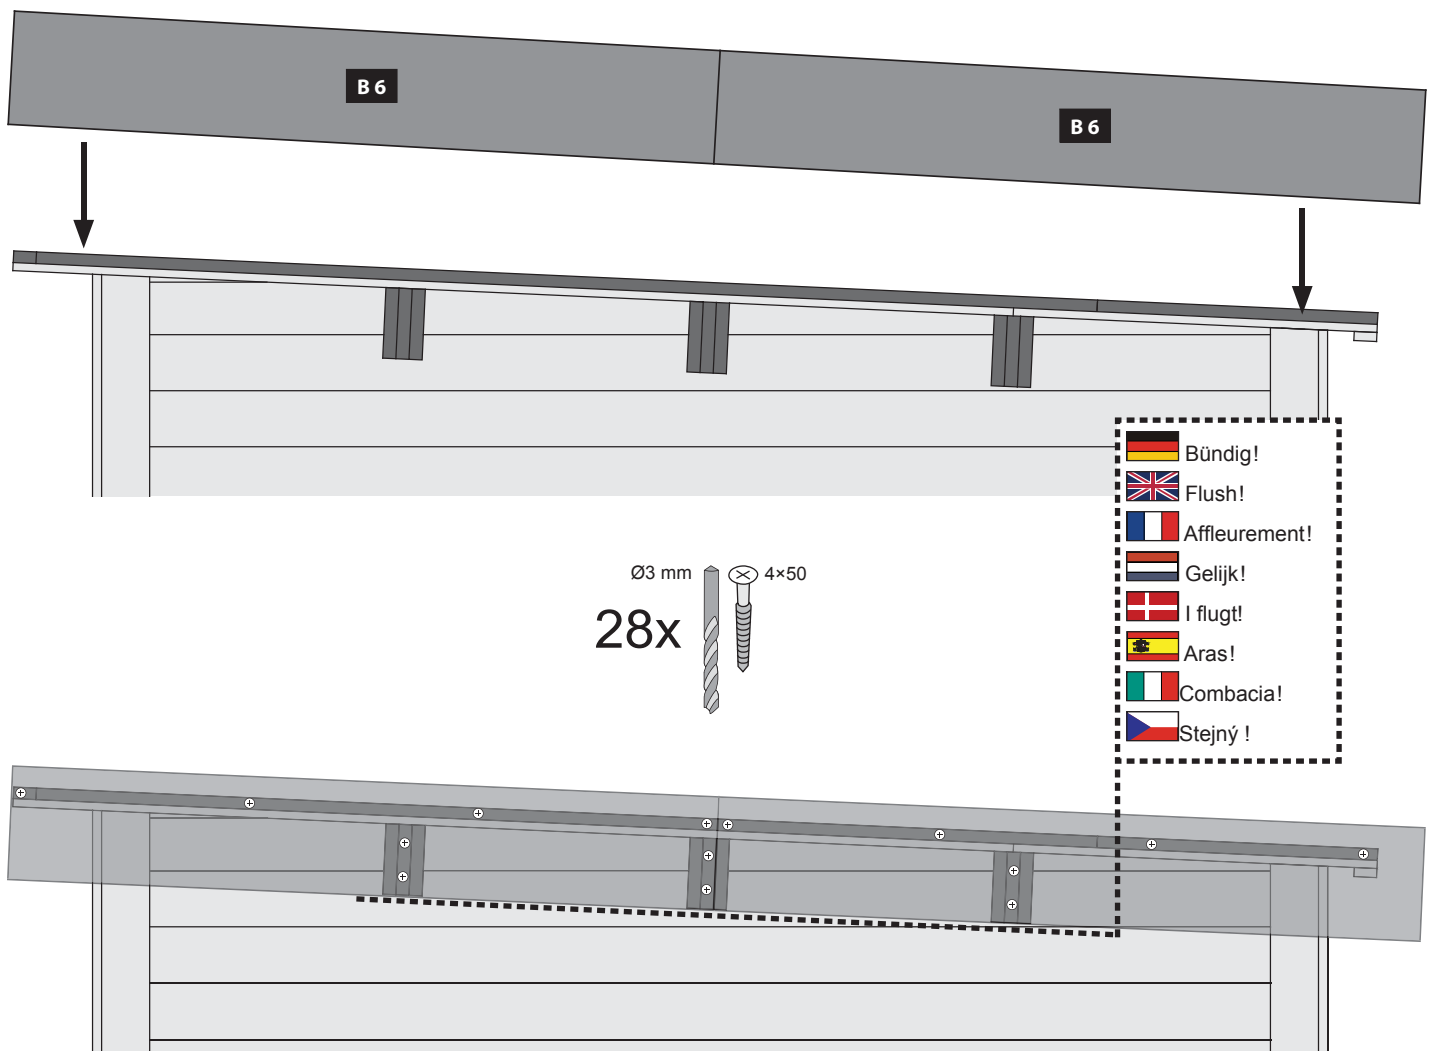 B 6
B 6
Bündig!
Flush!
Affleurement!
Gelijk!
I flugt!
Aras!
Combacia!
Stejný !
Ø3 mm 4×50
28x